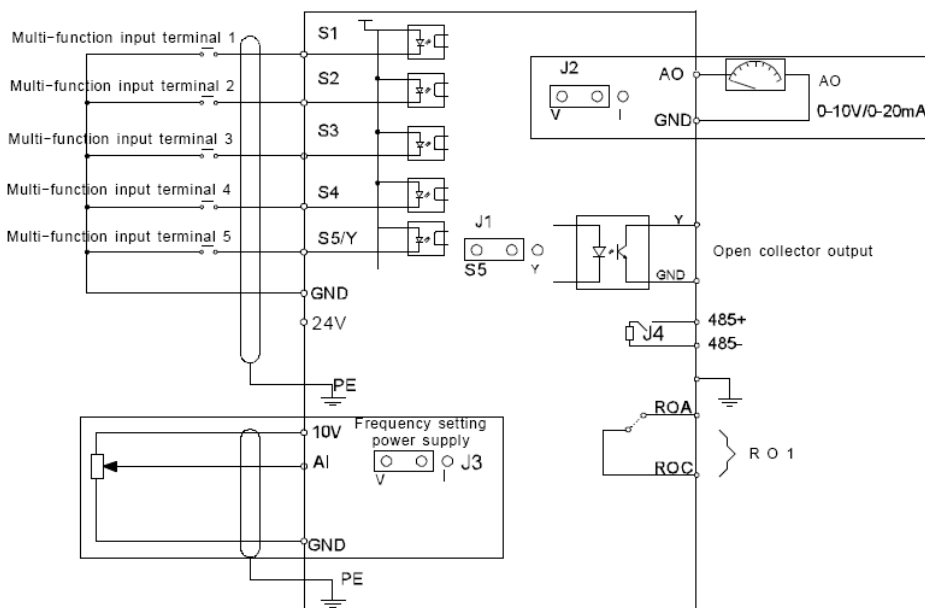 Multi-function input terminal 1
S1
Multi-function input terminal 2
S2
Multi-function input terminal 3
S3
Multi-function input terminal 4
S4
Multi-function input terminal 5
S5/Y
GND
24V
PE
J2
V
I
AO
GND
AO
0-10V/0-20mA
J1
S5
Y
Y
GND
Open collector output
J4
485+
485-
ROA
ROC
RO1
10V
AI
GND
Frequency setting
power supply
J3
V
I
PE